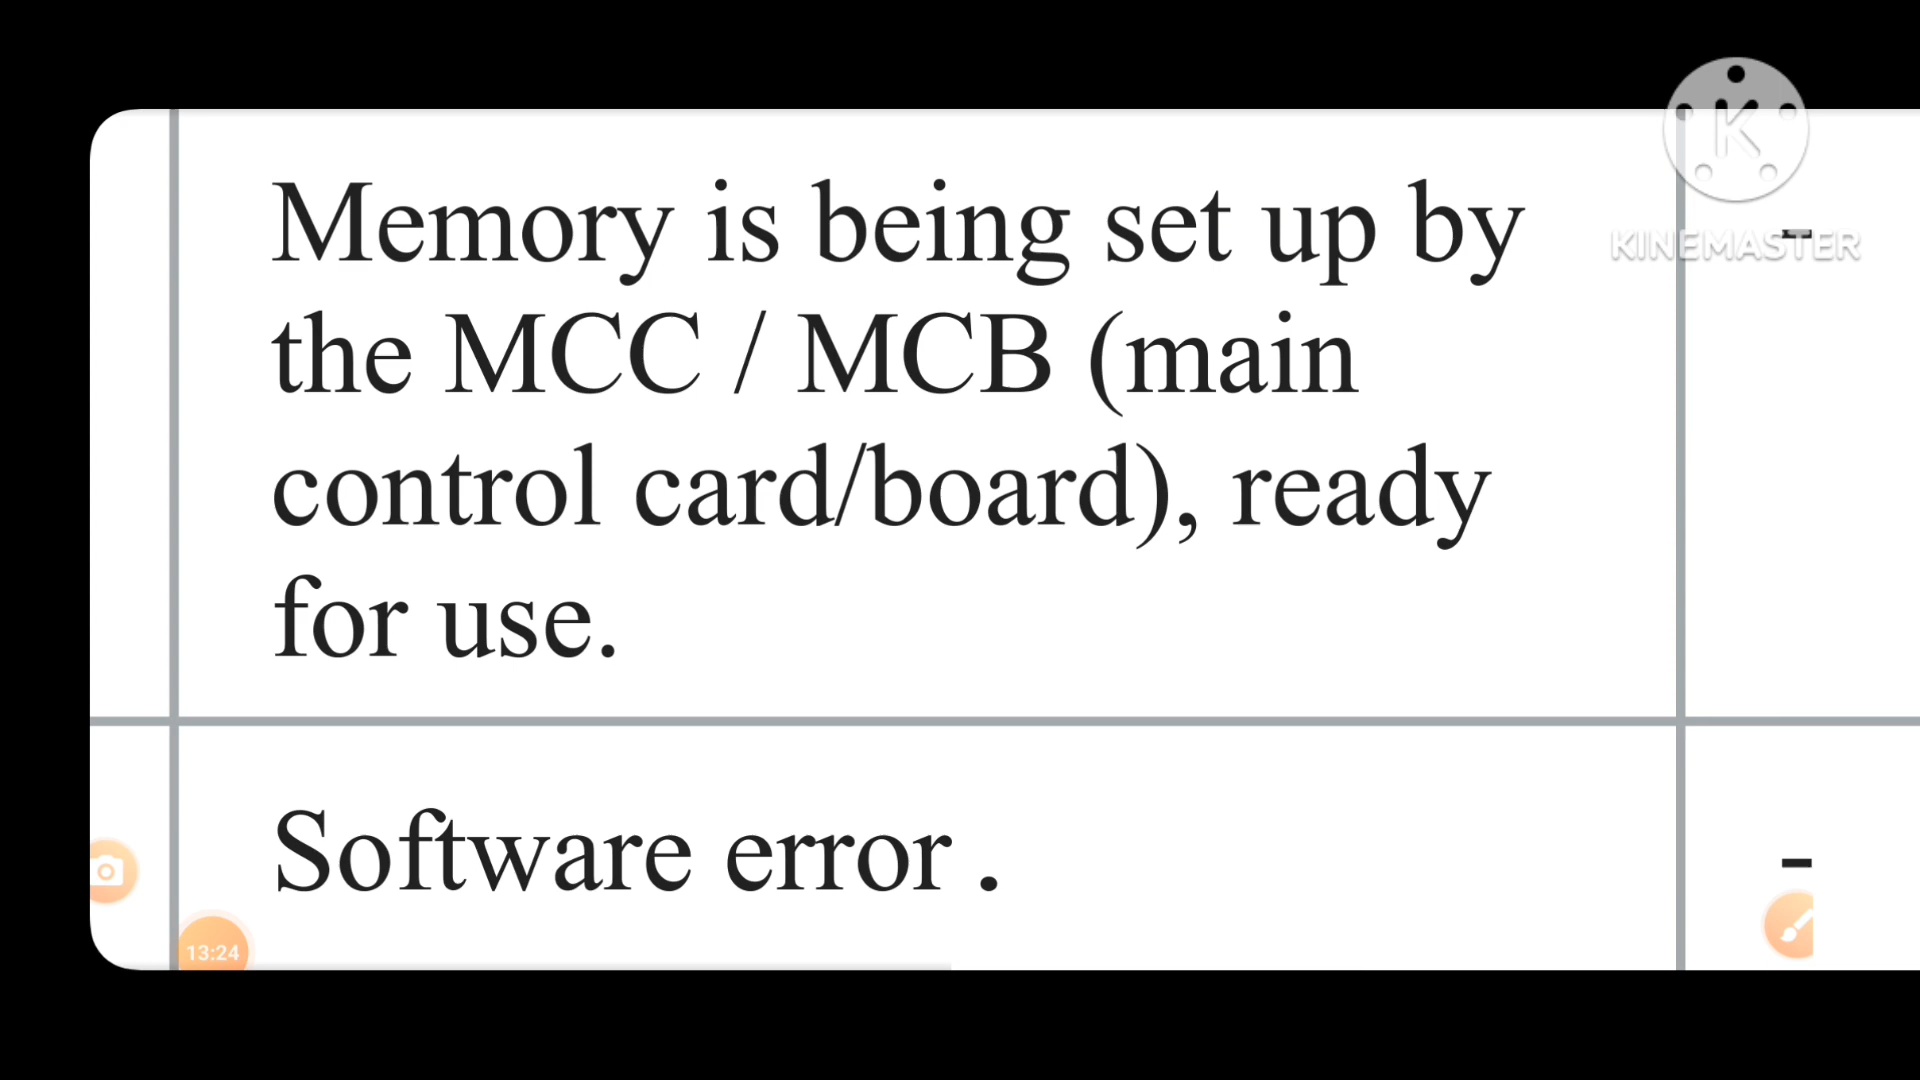 Memory is being set up by -
the MCC / MCB (main
control card/board), ready
for use.
Software error . -
K
KINEMASTER
13:24